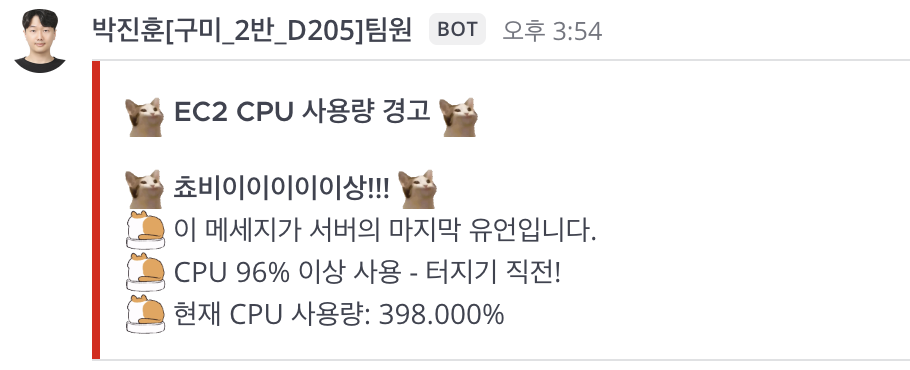 박진훈[구미_2반_D205]팀원 BOT 오후 3:54
EC2 CPU 사용량 경고
쵸비이이이이이상!!!
이 메세지가 서버의 마지막 유언입니다.
CPU 96% 이상 사용 - 터지기 직전!
현재 CPU 사용량: 398.000%